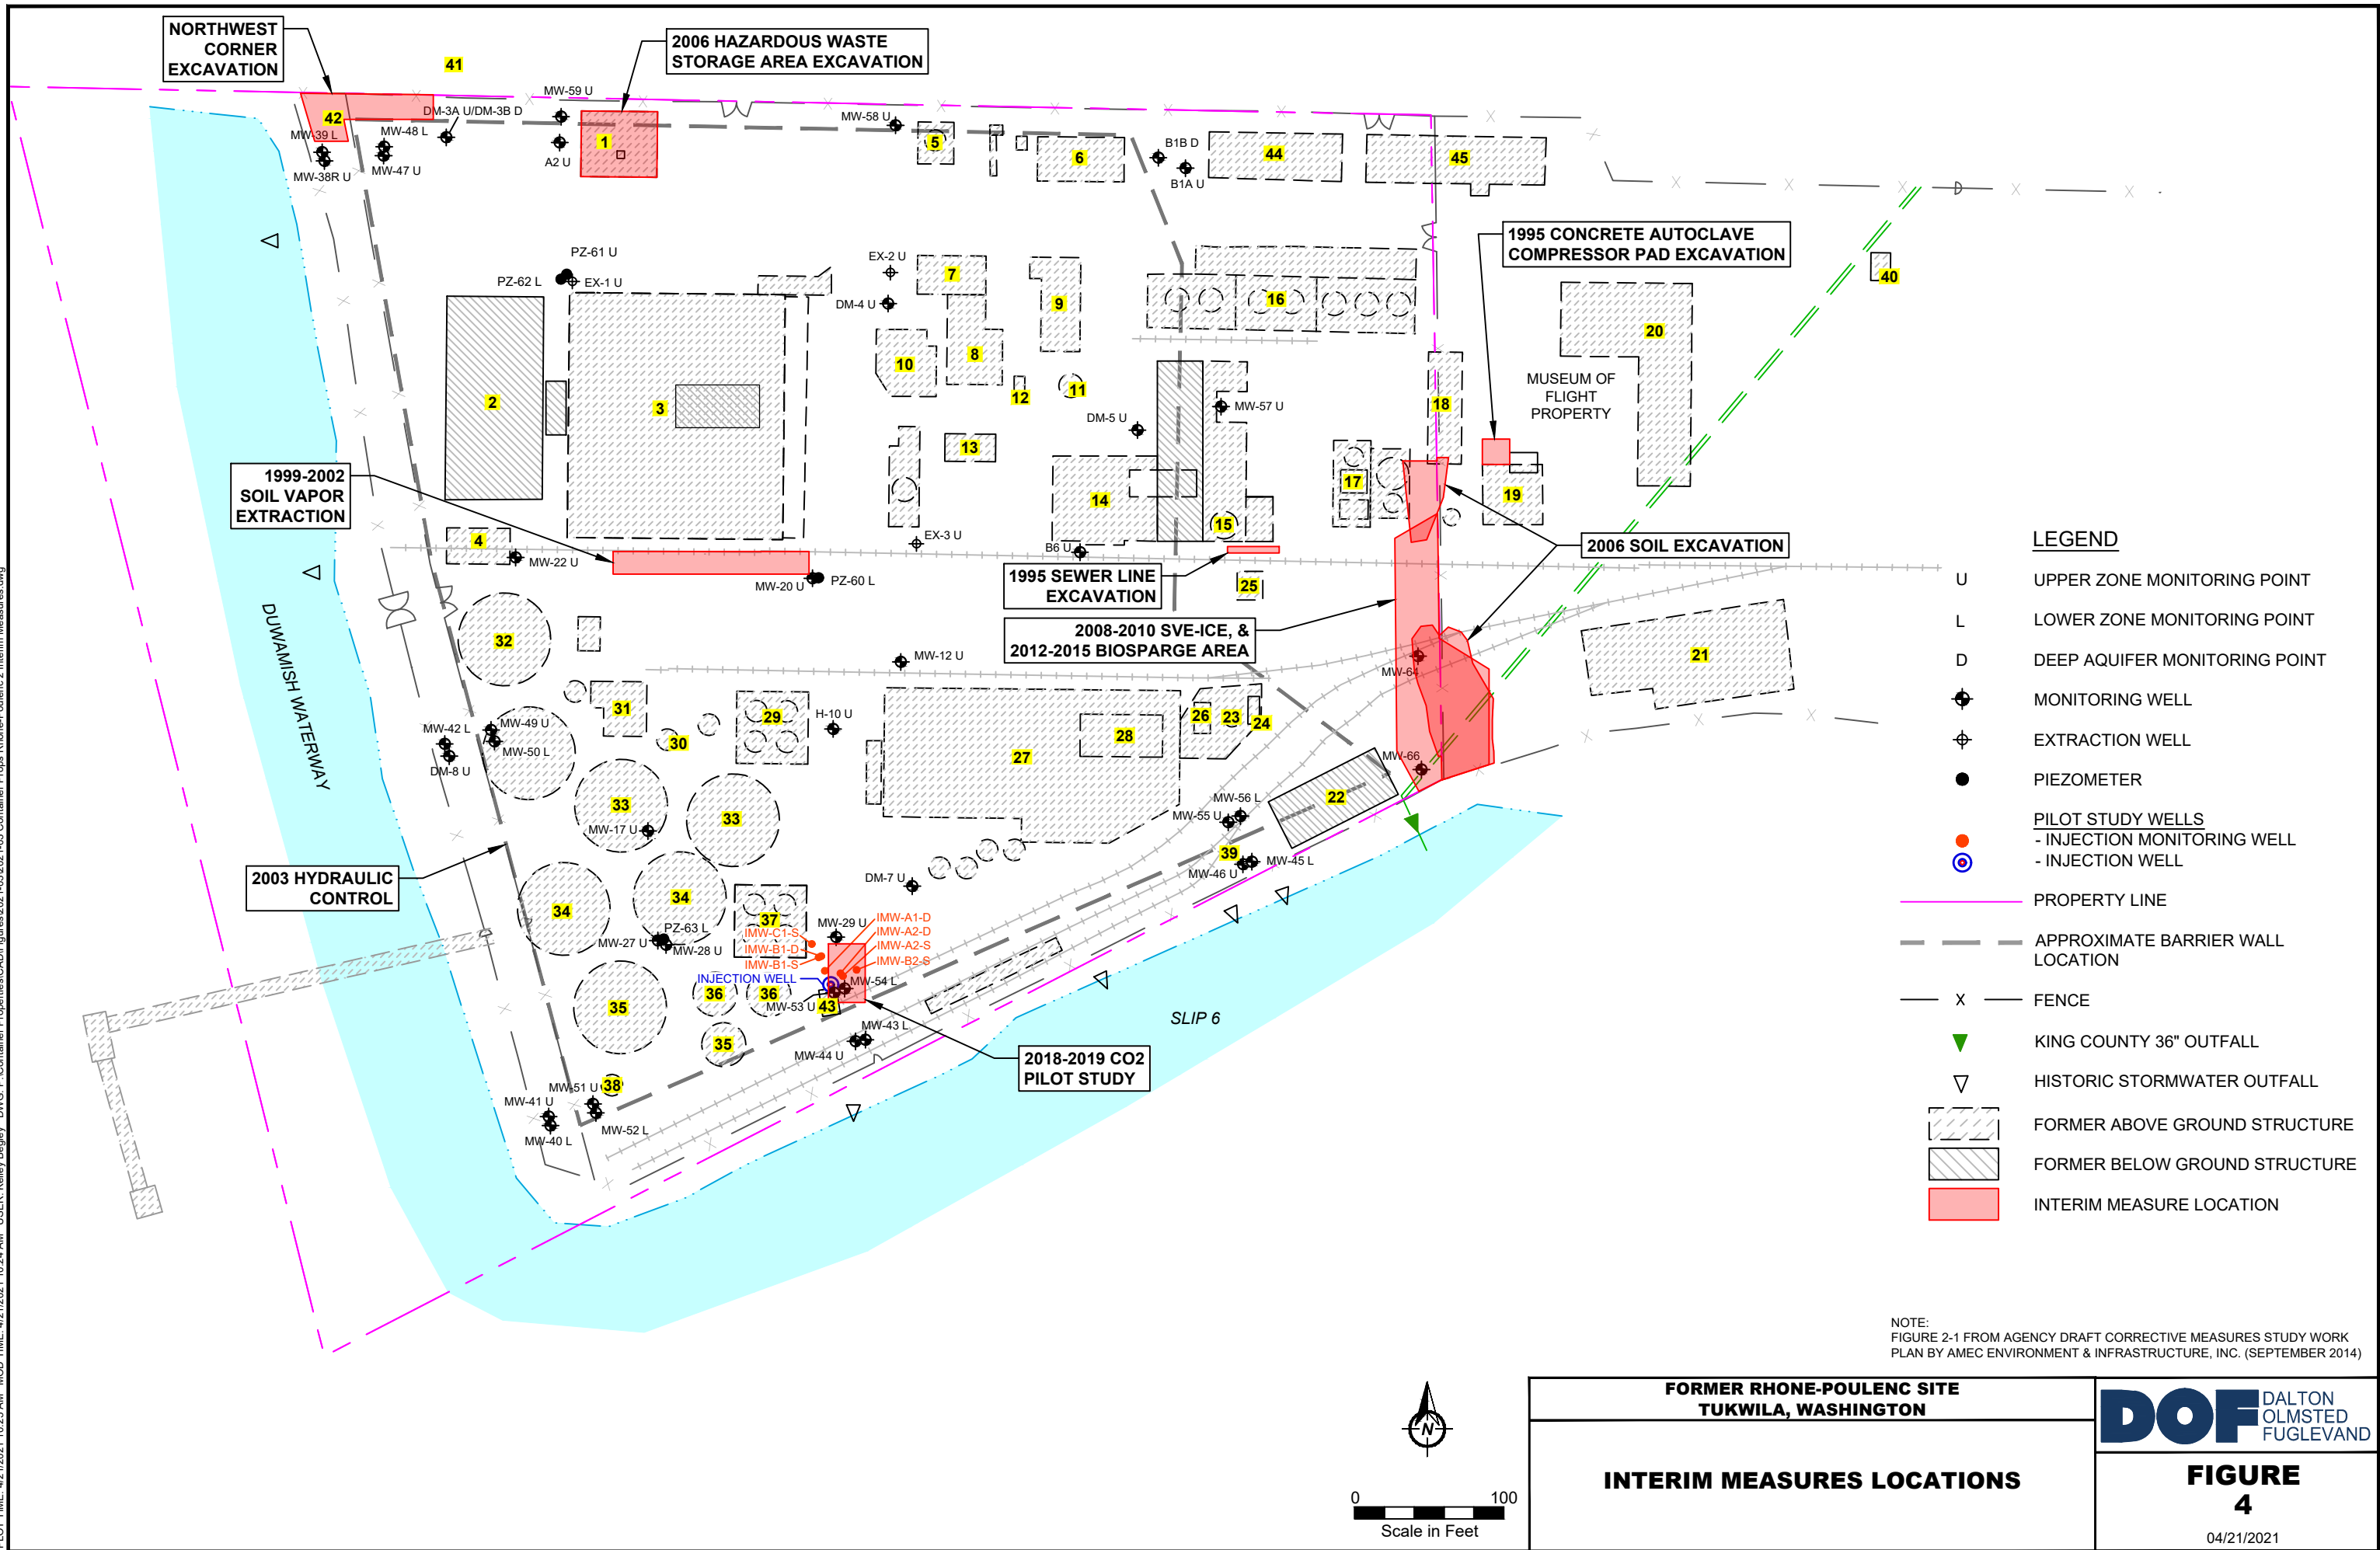 NORTHWEST
CORNER
EXCAVATION
41
2006 HAZARDOUS WASTE
STORAGE AREA EXCAVATION
42
MW-39 L
MW-38R U
MW-48 L
MW-47 U
DM-3A U/DM-3B D
MW-59 U
A2 U
1
MW-58 U
5
6
B1B D
B1A U
44
45
1995 CONCRETE AUTOCLAVE
COMPRESSOR PAD EXCAVATION
40
PZ-61 U
PZ-62 L
EX-1 U
EX-2 U
DM-4 U
7
8
9
10
11
12
13
16
20
MUSEUM OF
FLIGHT
PROPERTY
2
3
18
DM-5 U
MW-57 U
1999-2002
SOIL VAPOR
EXTRACTION
14
15
17
19
4
MW-22 U
EX-3 U
B6 U
MW-20 U
PZ-60 L
1995 SEWER LINE
EXCAVATION
25
2006 SOIL EXCAVATION
2008-2010 SVE-ICE, &
2012-2015 BIOSPARGE AREA
DUWAMISH WATERWAY
32
MW-12 U
MW-64
21
31
29
30
H-10 U
26
23
24
27
28
MW-42 L
DM-8 U
MW-49 U
MW-50 L
MW-66
22
33
33
MW-17 U
MW-56 L
MW-55 U
39
MW-45 L
MW-46 U
2003 HYDRAULIC
CONTROL
34
34
DM-7 U
37
MW-29 U
PZ-63 L
MW-27 U
MW-28 U
IMW-A1-D
IMW-A2-D
IMW-A2-S
IMW-B2-S
IMW-C1-S
IMW-B1-D
IMW-B1-S
INJECTION WELL
MW-54 L
MW-53 U
43
36
36
35
35
MW-43 L
MW-44 U
SLIP 6
2018-2019 CO2
PILOT STUDY
MW-51 U
38
MW-41 U
MW-40 L
MW-52 L
LEGEND
U UPPER ZONE MONITORING POINT
L LOWER ZONE MONITORING POINT
D DEEP AQUIFER MONITORING POINT
MONITORING WELL
EXTRACTION WELL
PIEZOMETER
PILOT STUDY WELLS
- INJECTION MONITORING WELL
- INJECTION WELL
PROPERTY LINE
APPROXIMATE BARRIER WALL
LOCATION
X FENCE
KING COUNTY 36" OUTFALL
HISTORIC STORMWATER OUTFALL
FORMER ABOVE GROUND STRUCTURE
FORMER BELOW GROUND STRUCTURE
INTERIM MEASURE LOCATION
NOTE:
FIGURE 2-1 FROM AGENCY DRAFT CORRECTIVE MEASURES STUDY WORK
PLAN BY AMEC ENVIRONMENT & INFRASTRUCTURE, INC. (SEPTEMBER 2014)
N
0 100
Scale in Feet
FORMER RHONE-POULENC SITE
TUKWILA, WASHINGTON
INTERIM MEASURES LOCATIONS
DOF
DALTON
OLMSTED
FUGLEVAND
FIGURE
4
04/21/2021